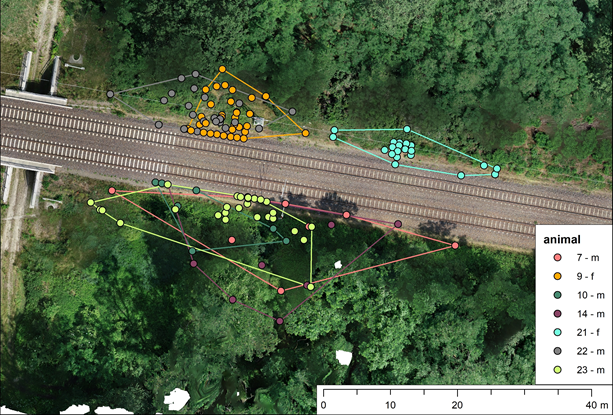 animal
7 - m
9 - f
10 - m
14 - m
21 - f
22 - m
23 - m
0 10 20 40 m